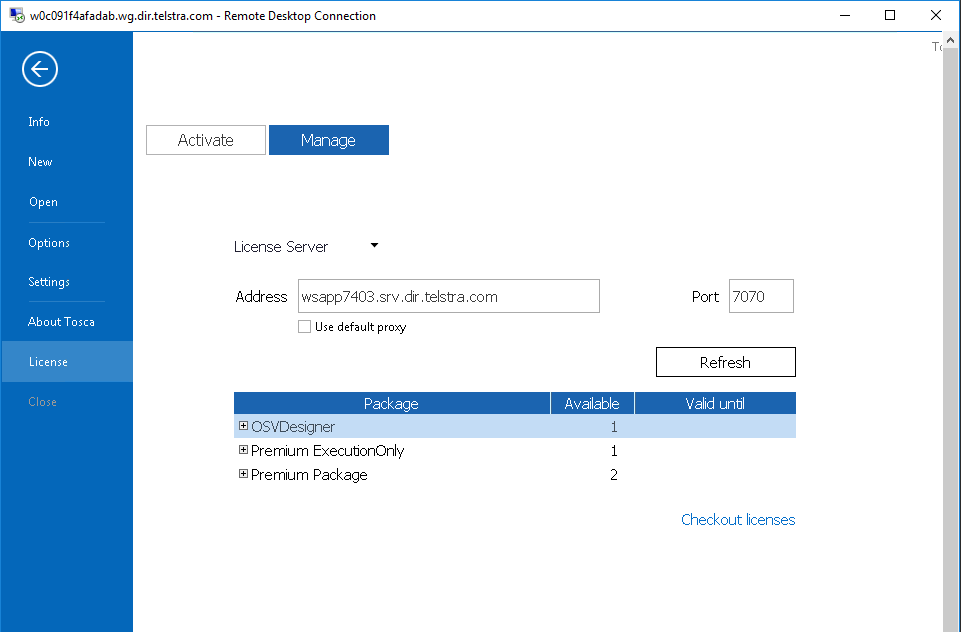 w0c091f4afadab.wg.dir.telstra.com - Remote Desktop Connection
Info
New
Open
Options
Settings
About Tosca
License
Close
Activate Manage
License Server
Address wsapp7403.srv.dir.telstra.com Port 7070
Use default proxy
Refresh
Package Available Valid until
OSVDesigner 1
Premium ExecutionOnly 1
Premium Package 2
Checkout licenses